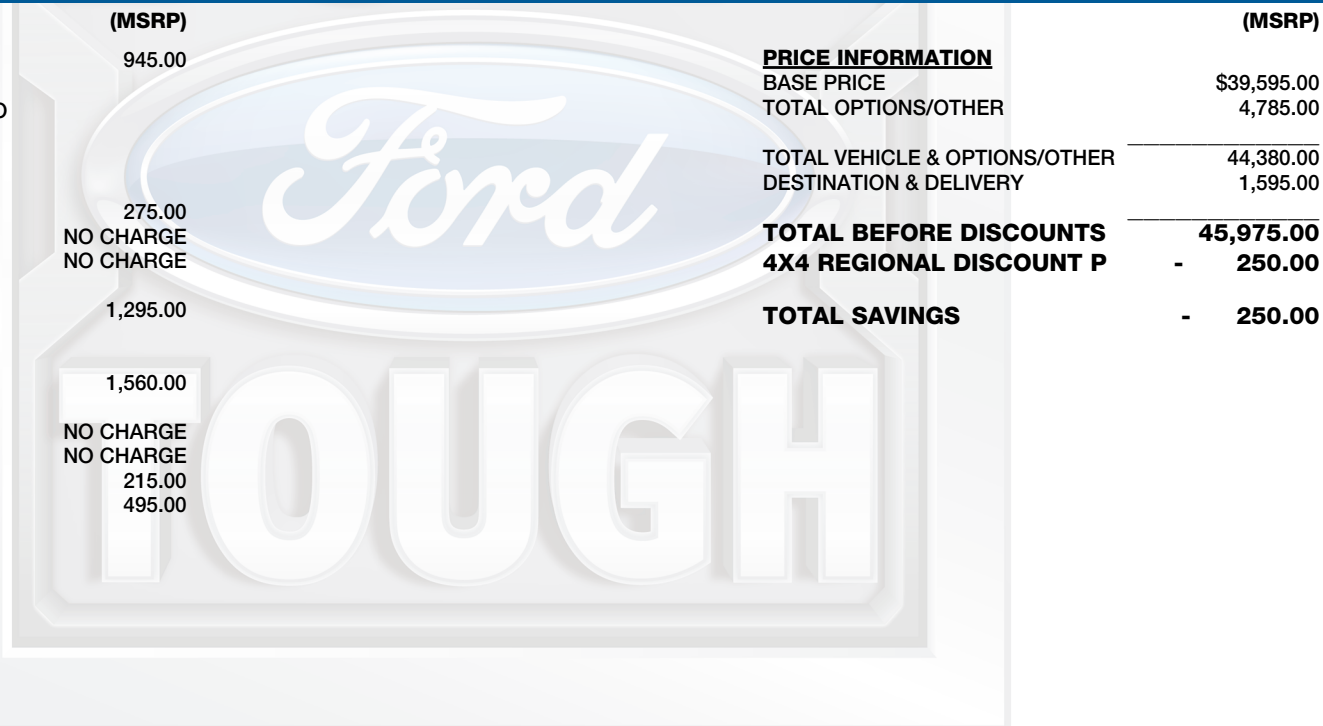 (MSRP)
945.00
275.00
NO CHARGE
NO CHARGE
1,295.00
1,560.00
NO CHARGE
NO CHARGE
215.00
495.00
Ford
TOUGH
(MSRP)
PRICE INFORMATION
BASE PRICE $39,595.00
TOTAL OPTIONS/OTHER 4,785.00
TOTAL VEHICLE & OPTIONS/OTHER 44,380.00
DESTINATION & DELIVERY 1,595.00
TOTAL BEFORE DISCOUNTS 45,975.00
4X4 REGIONAL DISCOUNT P - 250.00
TOTAL SAVINGS - 250.00